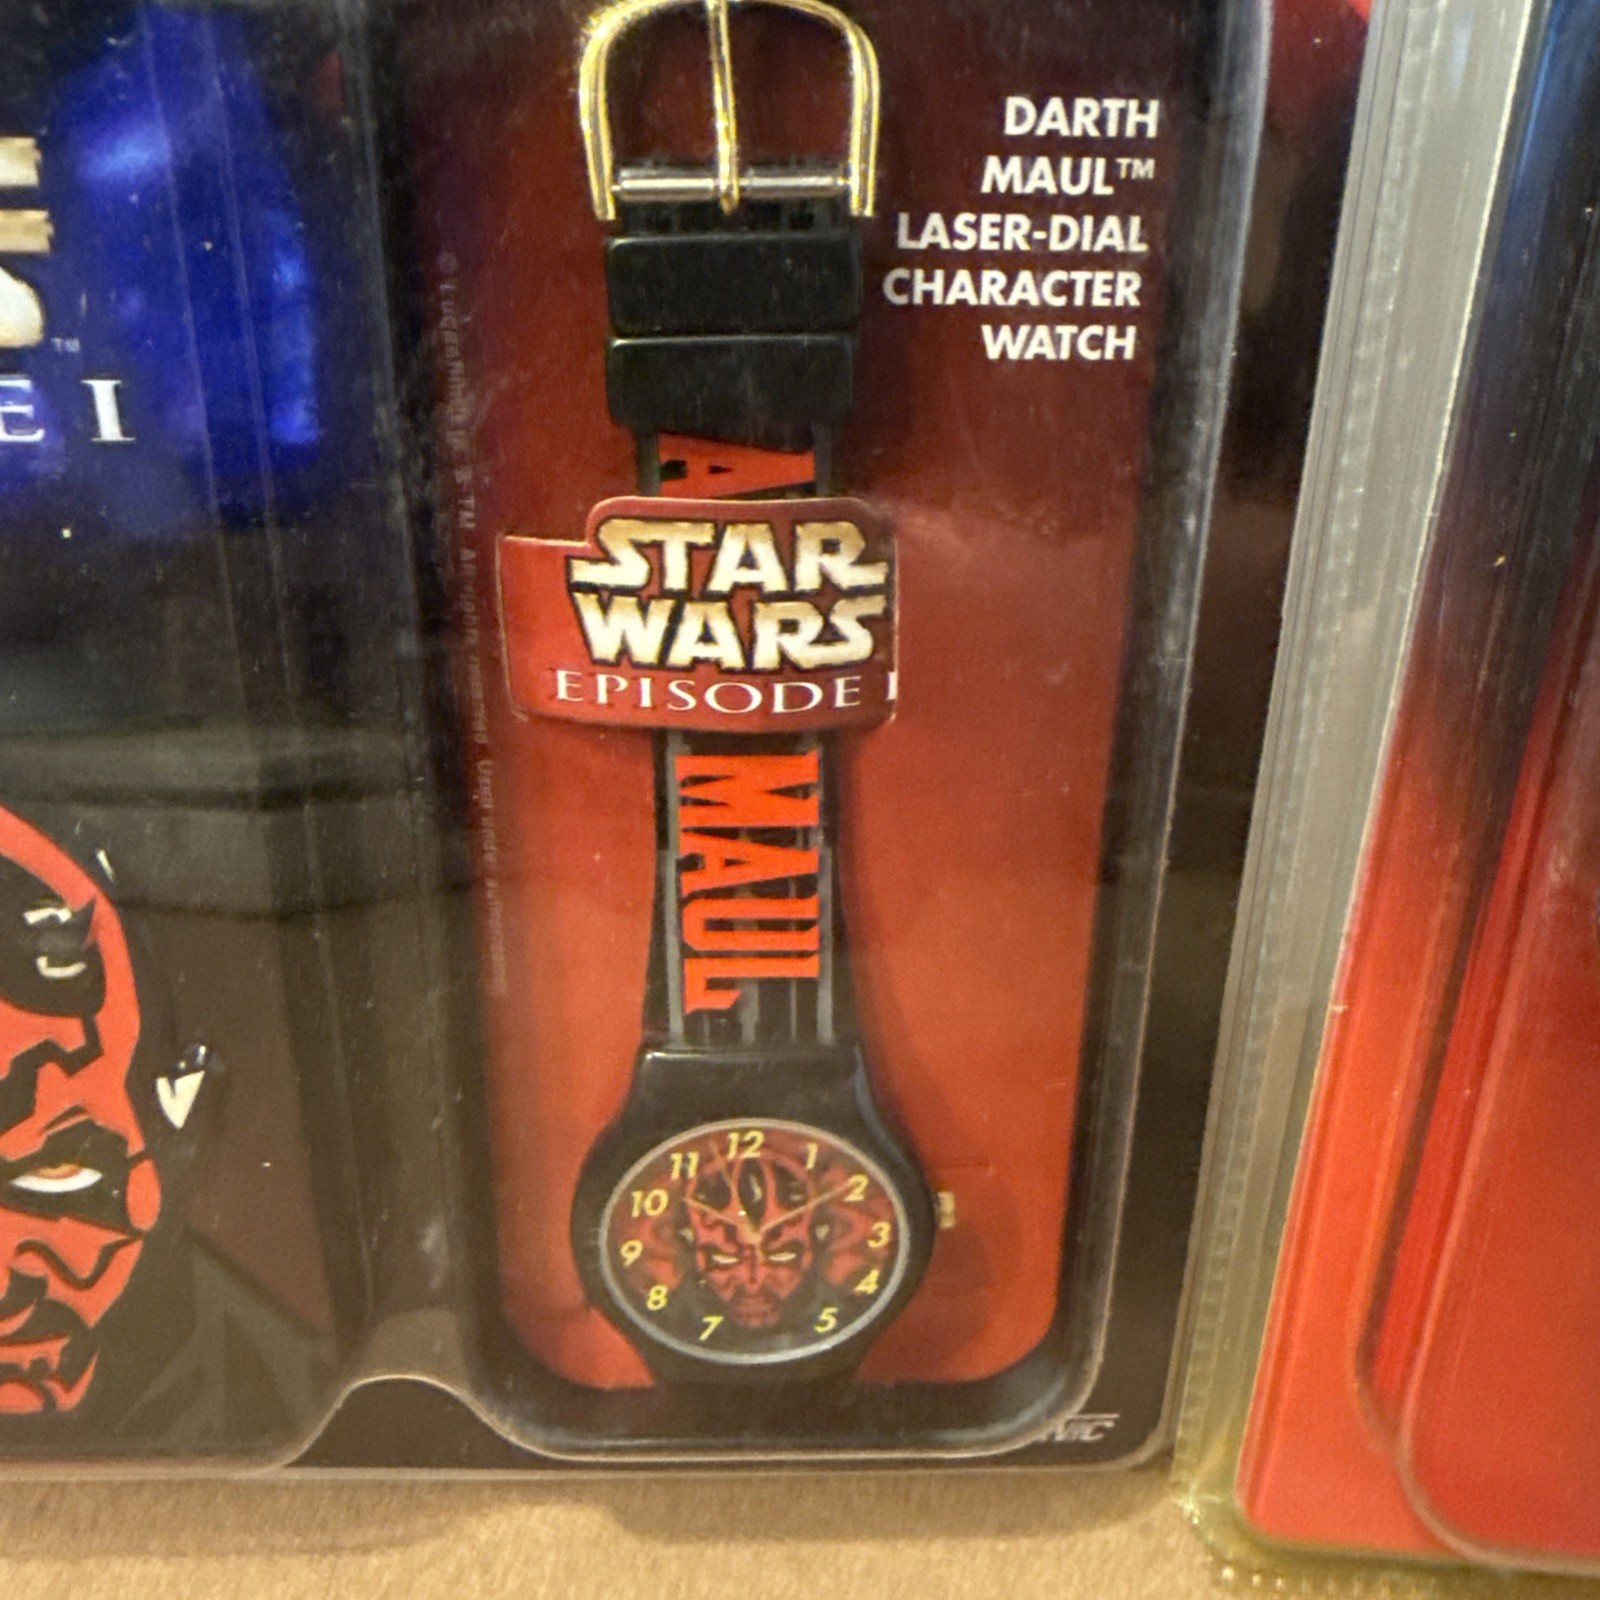 E I
TM
DARTH
MAUL™
LASER-DIAL
CHARACTER
WATCH
A
STAR
WARS
EPISODE I
MAUL
12
1
2
3
4
5
7
8
9
10
11